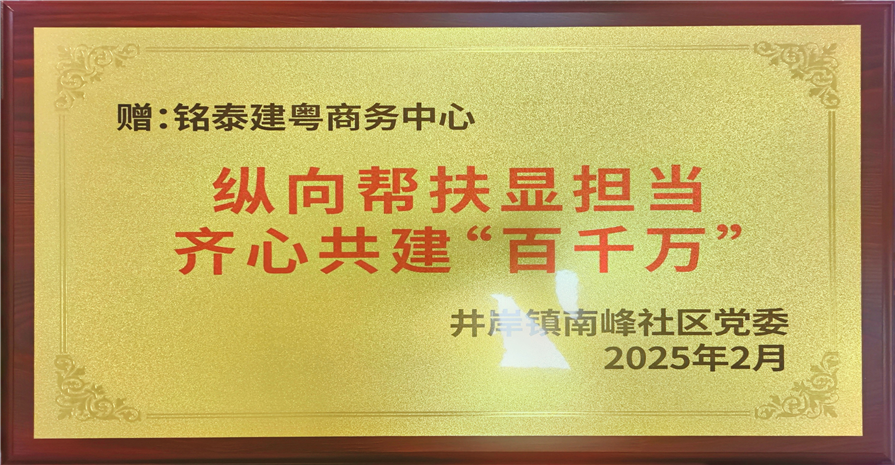 赠：铭泰建粤商务中心
纵向帮扶显担当
齐心共建“百千万”
井岸镇南峰社区党委
2025年2月